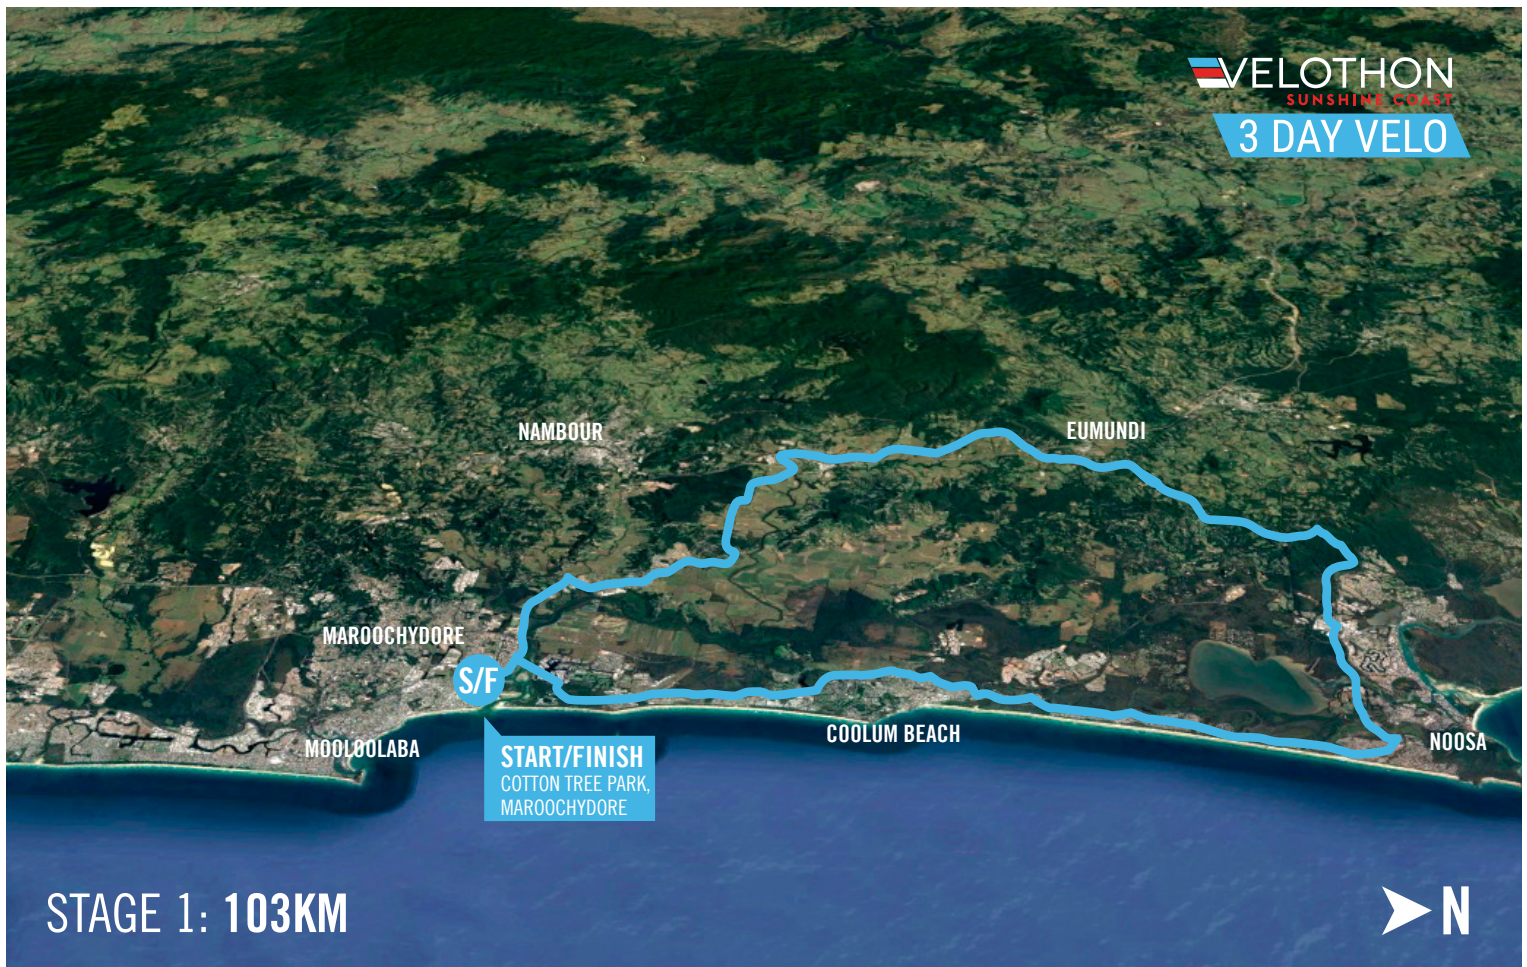 VELOTHON
SUNSHINE COAST
3 DAY VELO
NAMBOUR
EUMUNDI
MAROOCHYDORE
S/F
MOOLOOLABA
COOLUM BEACH
NOOSA
START/FINISH
COTTON TREE PARK,
MAROOCHYDORE
STAGE 1: 103KM
N